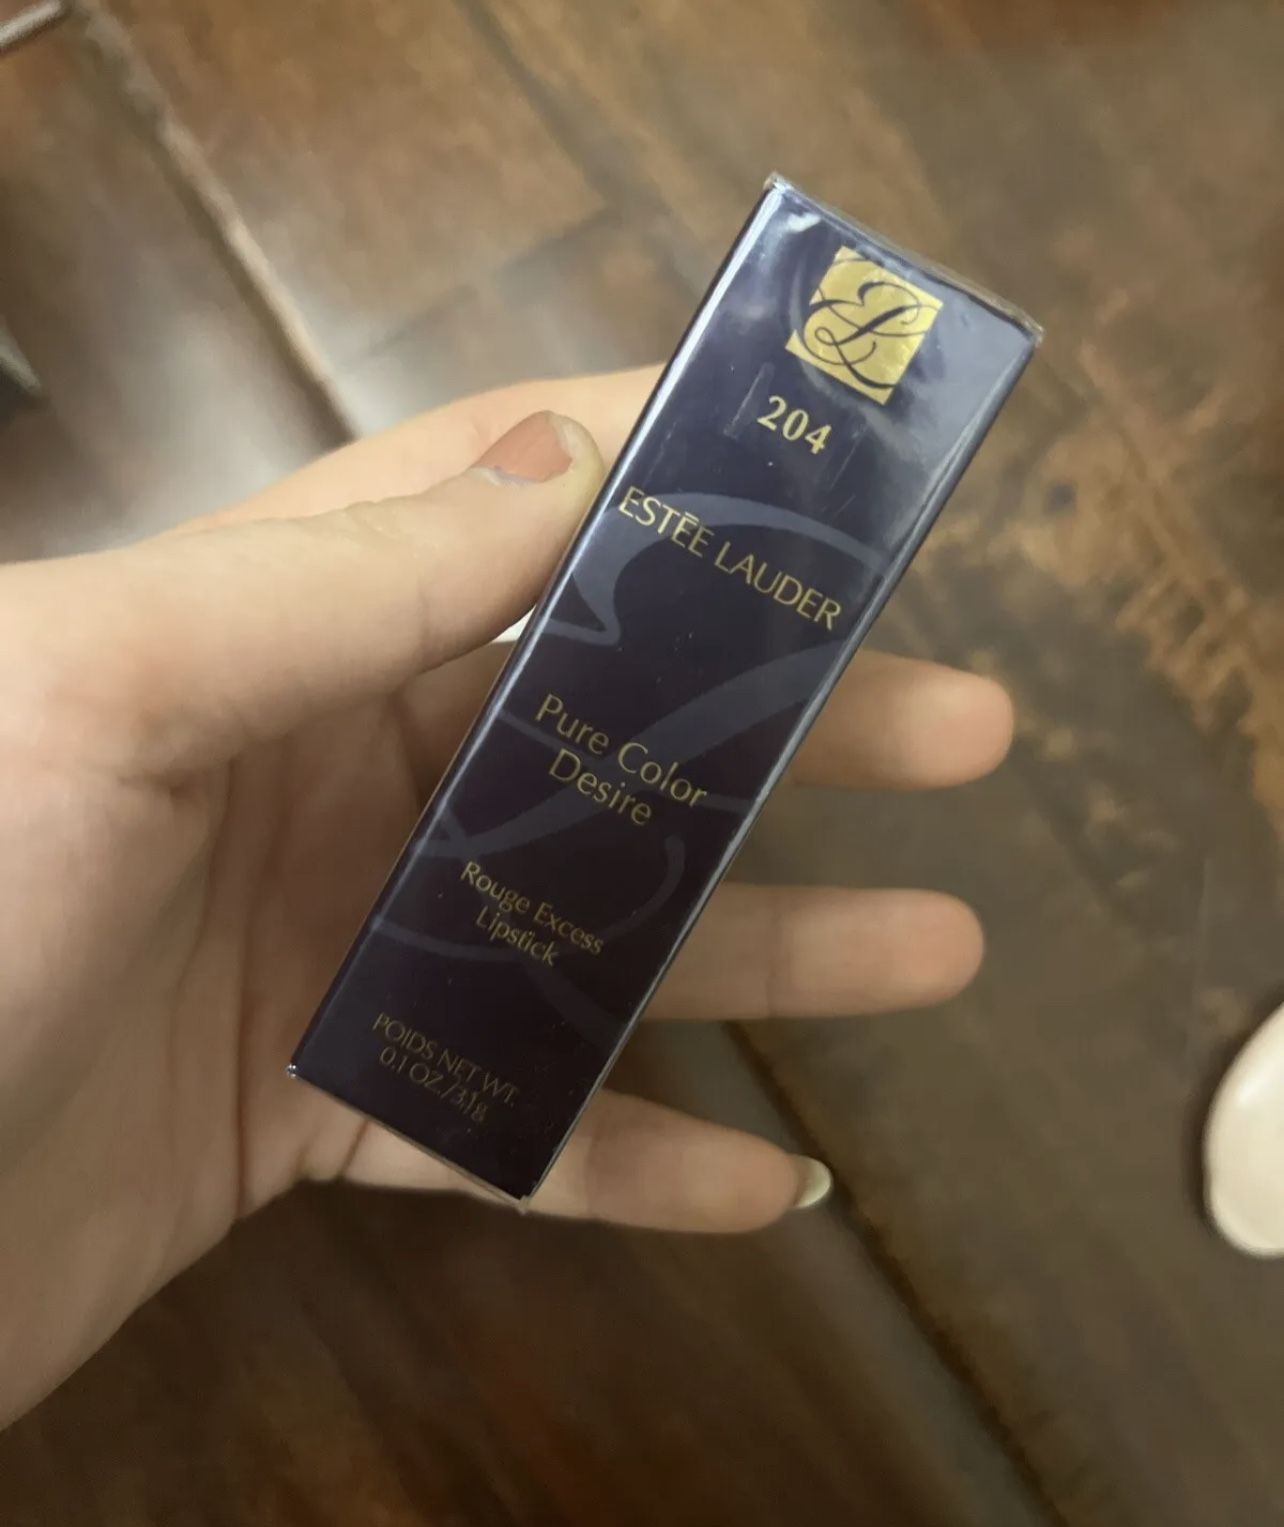 204
ESTĒE LAUDER
Pure Color
Desire
Rouge Excess
Lipstick
POIDS NET WT.
0.1 OZ./3.1g